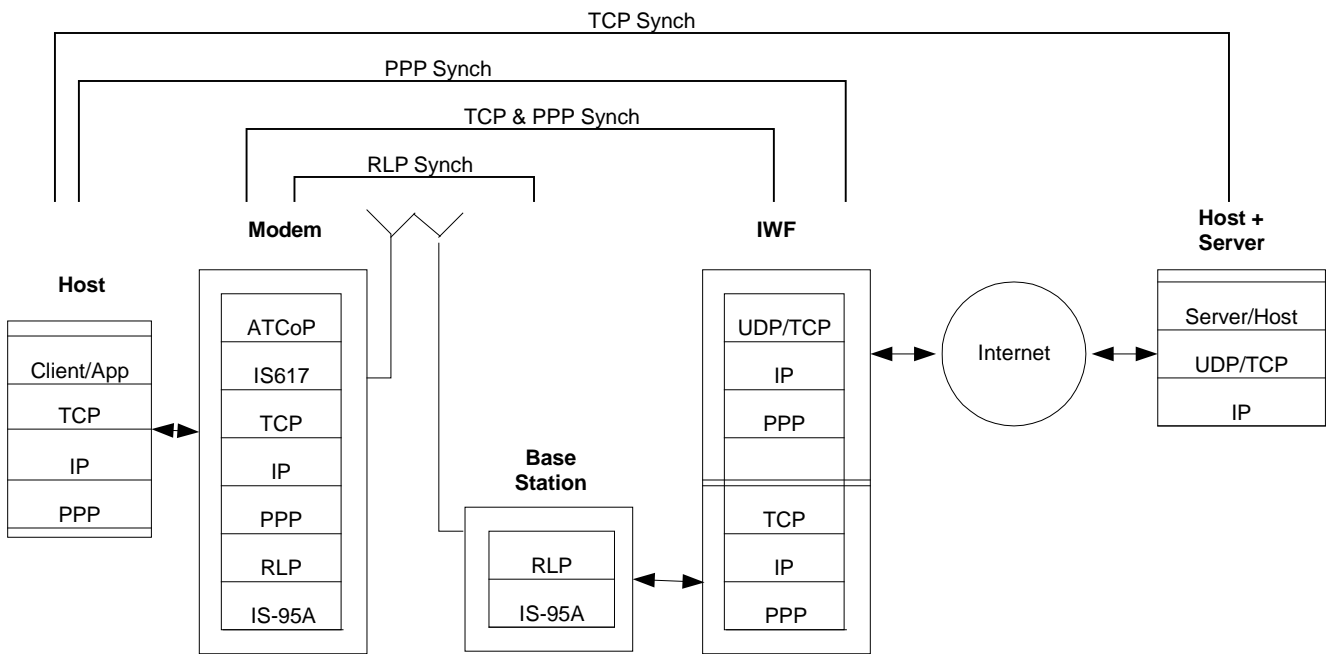 TCP Synch
PPP Synch
TCP & PPP Synch
RLP Synch
Host
Client/App
TCP
IP
PPP
Modem
ATCoP
IS617
TCP
IP
PPP
RLP
IS-95A
Base
Station
RLP
IS-95A
IWF
UDP/TCP
IP
PPP
TCP
IP
PPP
Internet
Host +
Server
Server/Host
UDP/TCP
IP